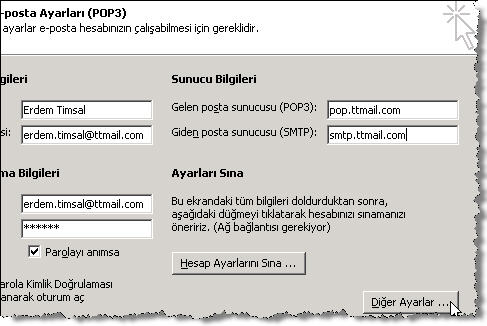 -posta Ayarları (POP3)
ayarlar e-posta hesabınızın çalışabilmesi için gereklidir.
ilgileri
Sunucu Bilgileri
Erdem Timsal
Gelen posta sunucusu (POP3):
pop.ttmail.com
si:
erdem.timsal@ttmail.com
Giden posta sunucusu (SMTP):
smtp.ttmail.com
ma Bilgileri
Ayarları Sına
erdem.timsal@ttmail.com
Bu ekrandaki tüm bilgileri doldurduktan sonra,
aşağıdaki düğmeyi tıklatarak hesabınızı sınamanızı
öneririz. (Ağ bağlantısı gerekiyor)
******
Parolayı anımsa
Hesap Ayarlarını Sına ...
arola Kimlik Doğrulaması
anarak oturum aç
Diğer Ayarlar ...